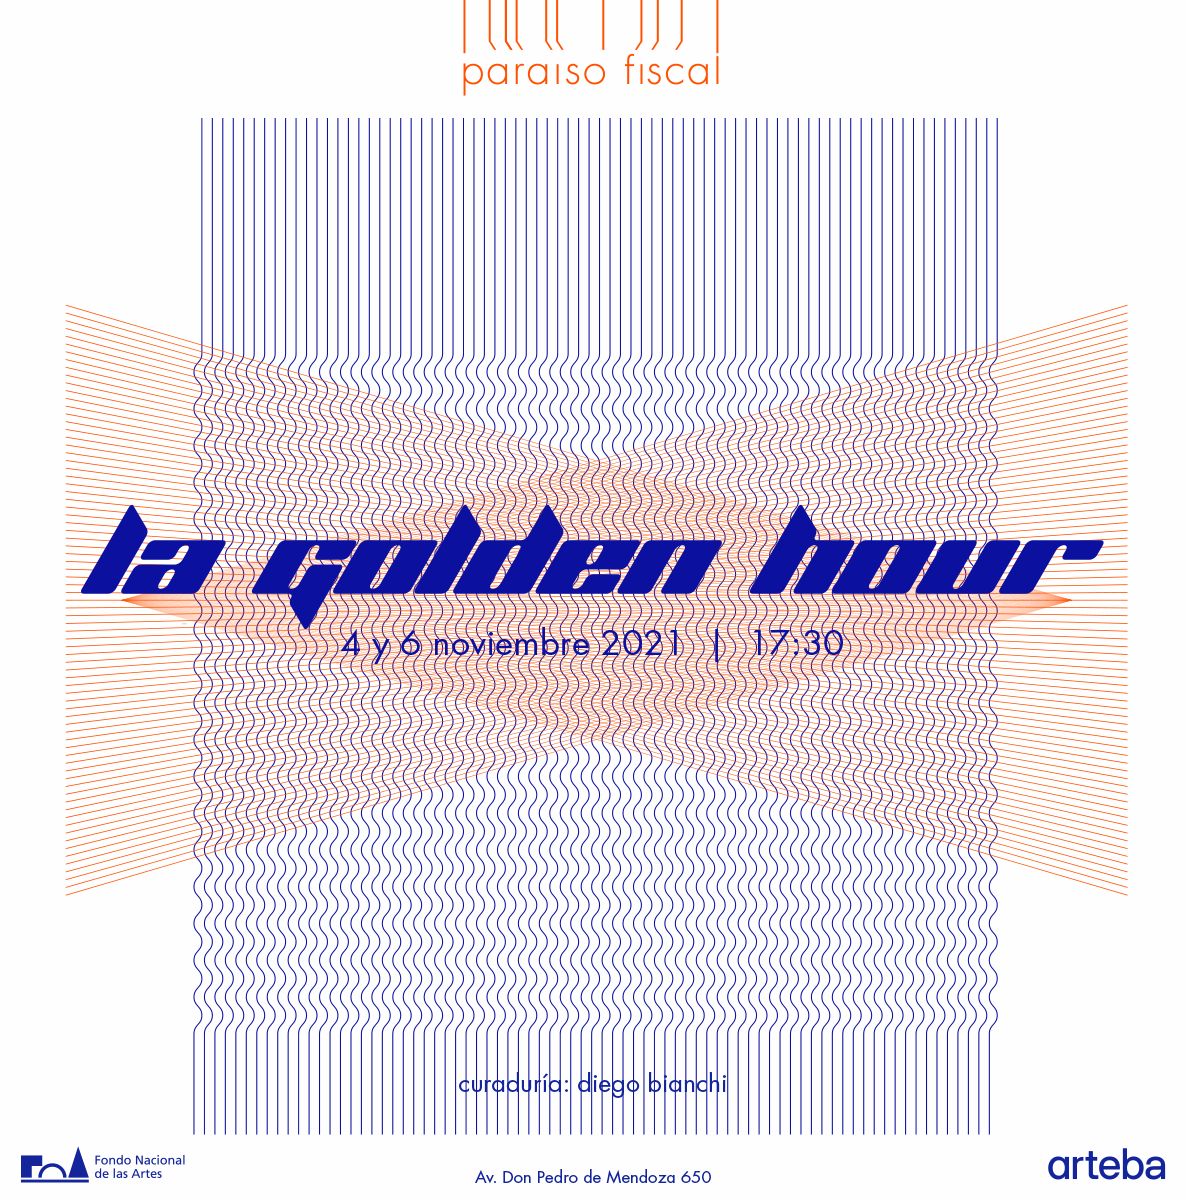 paraíso fiscal
la golden hour
4 y 6 noviembre 2021 | 17:30
curaduría: diego bianchi
Fondo Nacional
de las Artes
Av. Don Pedro de Mendoza 650
arteba